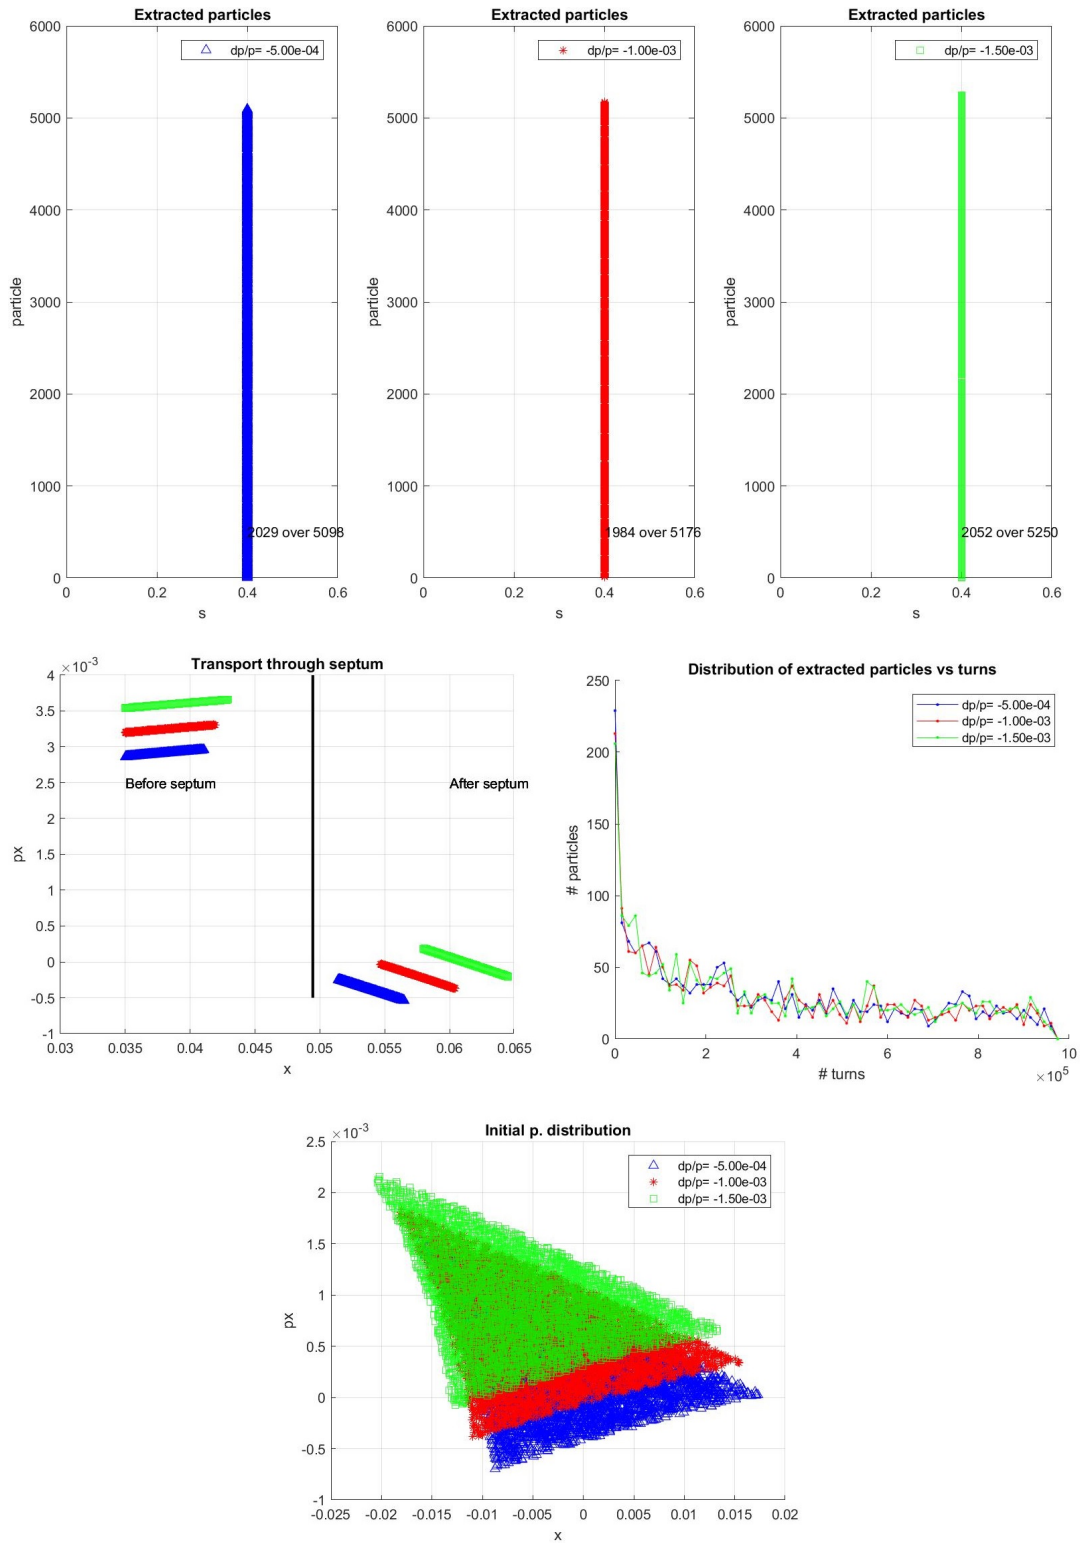 Extracted particles
6000
5000
4000
3000
2000
1000
0
particle
dp/p= -5.00e-04
2029 over 5098
0 0.2 0.4 0.6
s
Extracted particles
6000
5000
4000
3000
2000
1000
0
particle
dp/p= -1.00e-03
1984 over 5176
0 0.2 0.4 0.6
s
Extracted particles
6000
5000
4000
3000
2000
1000
0
particle
dp/p= -1.50e-03
2052 over 5250
0 0.2 0.4 0.6
s
Transport through septum
×10-3
4
3.5
3
2.5
2
1.5
1
0.5
0
-0.5
-1
px
Before septum
After septum
0.03 0.035 0.04 0.045 0.05 0.055 0.06 0.065
x
Distribution of extracted particles vs turns
250
200
150
100
50
0
# particles
dp/p= -5.00e-04
dp/p= -1.00e-03
dp/p= -1.50e-03
0 2 4 6 8 10
# turns
×105
Initial p. distribution
×10-3
2.5
2
1.5
1
0.5
0
-0.5
-1
px
dp/p= -5.00e-04
dp/p= -1.00e-03
dp/p= -1.50e-03
-0.025 -0.02 -0.015 -0.01 -0.005 0 0.005 0.01 0.015 0.02
x